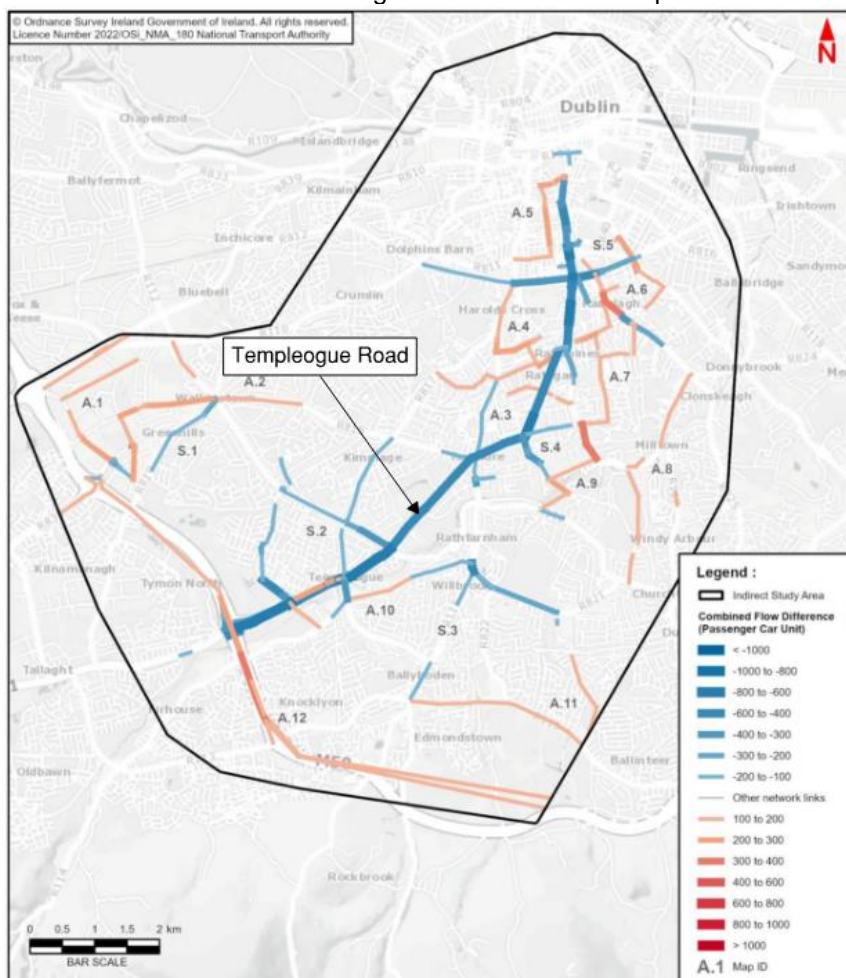 © Ordnance Survey Ireland Government of Ireland. All rights reserved.
Licence Number 2022/OSi_NMA_180 National Transport Authority
N
Dublin
Chapelizod
Islandbridge
Ringsend
Ballyfermot
Kilmainham
Irishtown
A.5
Inchicore
Dolphins Barn
S.5
Sandymo
Bluebell
Crumlin
A.6
Harolds Cross
A.4
Templeogue Road
Donnybrook
A.2
A.7
Clonskeagh
A.1
A.3
Greenhills
S.1
S.4
Milltown
A.8
Kimmage
A.9
S.2
Rathfarnham
Windy Arbour
Kilnamanagh
Tymon North
Templeogue
Willbrook
A.10
S.3
Tallaght
Ballyboden
A.11
Knocklyon
A.12
Edmondstown
Oldbawn
M50
Ballinteer
Rockbrook
Legend :
Indirect Study Area
Combined Flow Difference
(Passenger Car Unit)
< -1000
-1000 to -800
-800 to -600
-600 to -400
-400 to -300
-300 to -200
-200 to -100
Other network links
100 to 200
200 to 300
300 to 400
400 to 600
600 to 800
800 to 1000
> 1000
A.1 Map ID
0 0.5 1 1.5 2 km
BAR SCALE